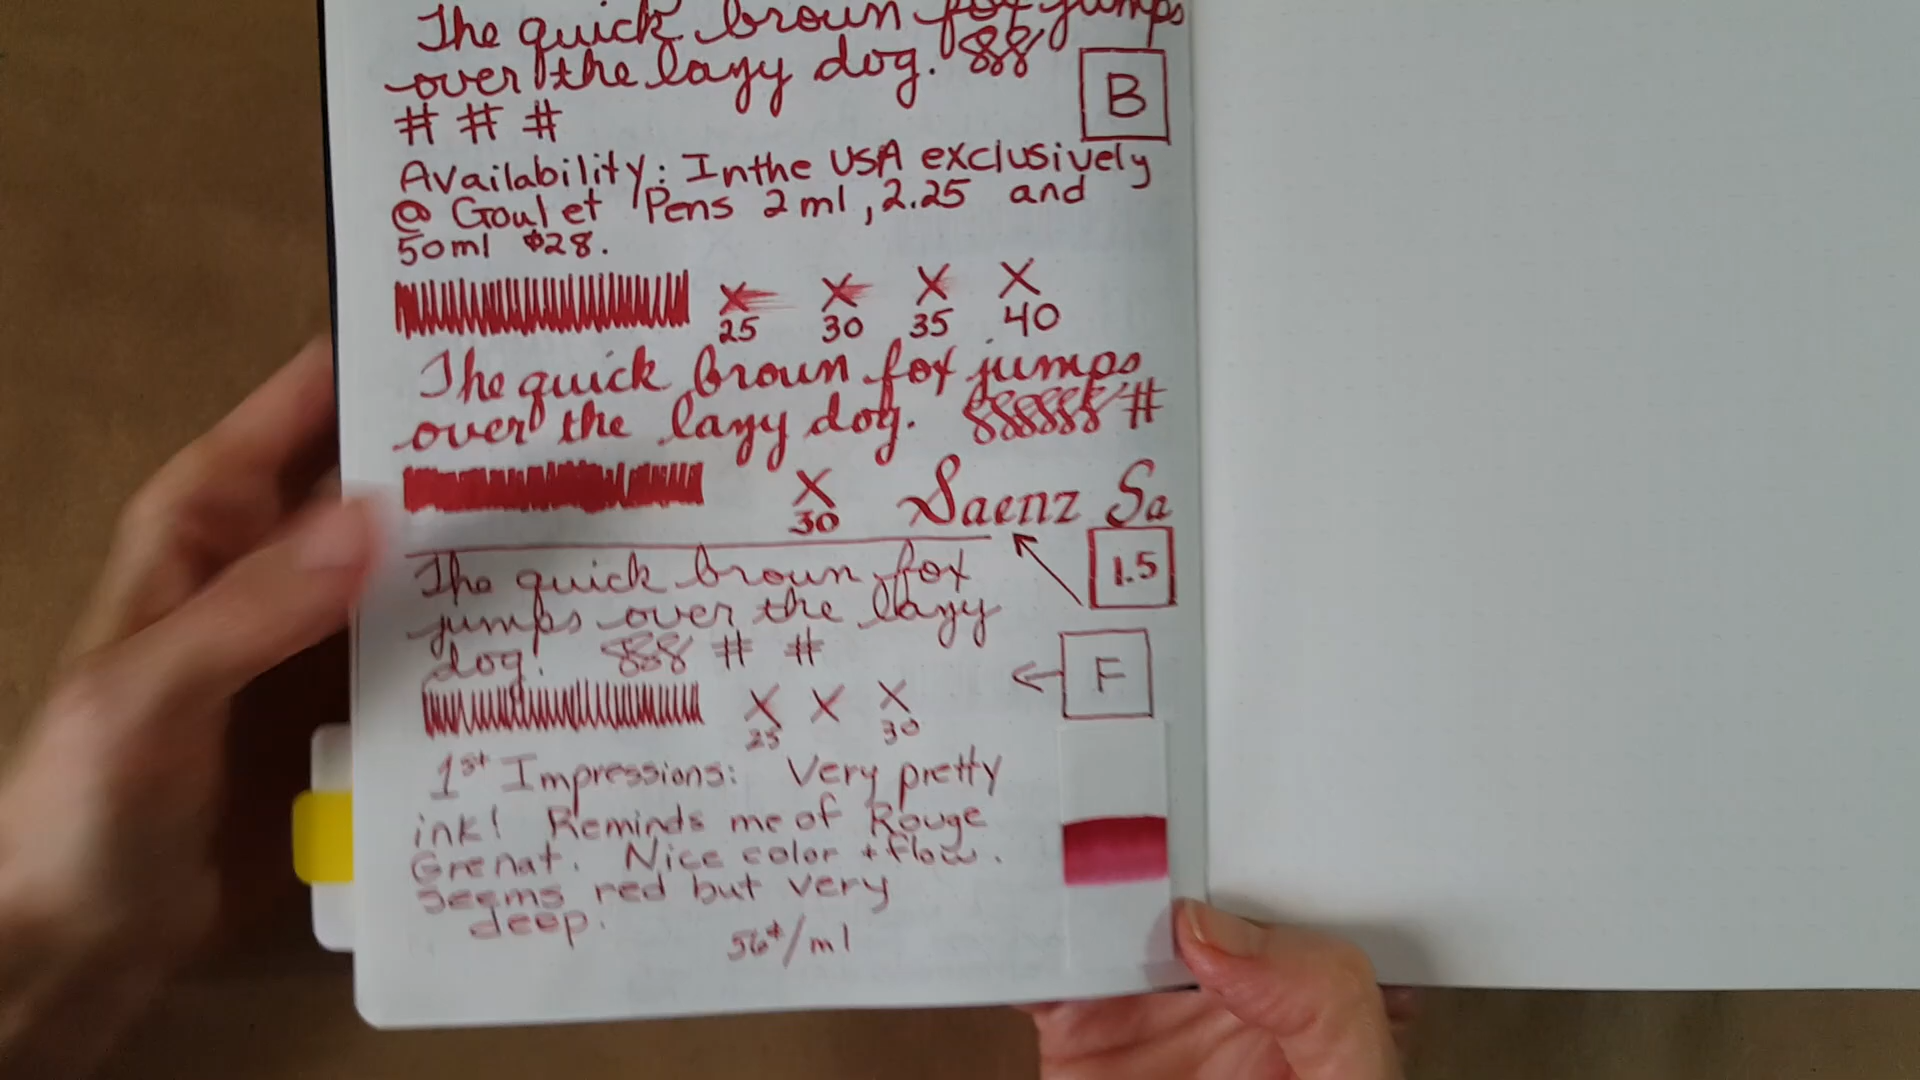 The quick brown fox jumps
over the lazy dog. 888
B
# # #
Availability: In the USA exclusively
@ Goulet Pens 2ml, 2.25 and
50ml $28.
X X X X
25 30 35 40
The quick brown fox jumps
over the lazy dog. 888888 #
X
30
Saenz Sa
1.5
The quick brown fox
jumps over the lazy
dog. 888 # #
F
X X X
25 30
1st Impressions: Very pretty
ink! Reminds me of Rouge
Grenat. Nice color + flow.
Seems red but very
deep.
56¢/ml